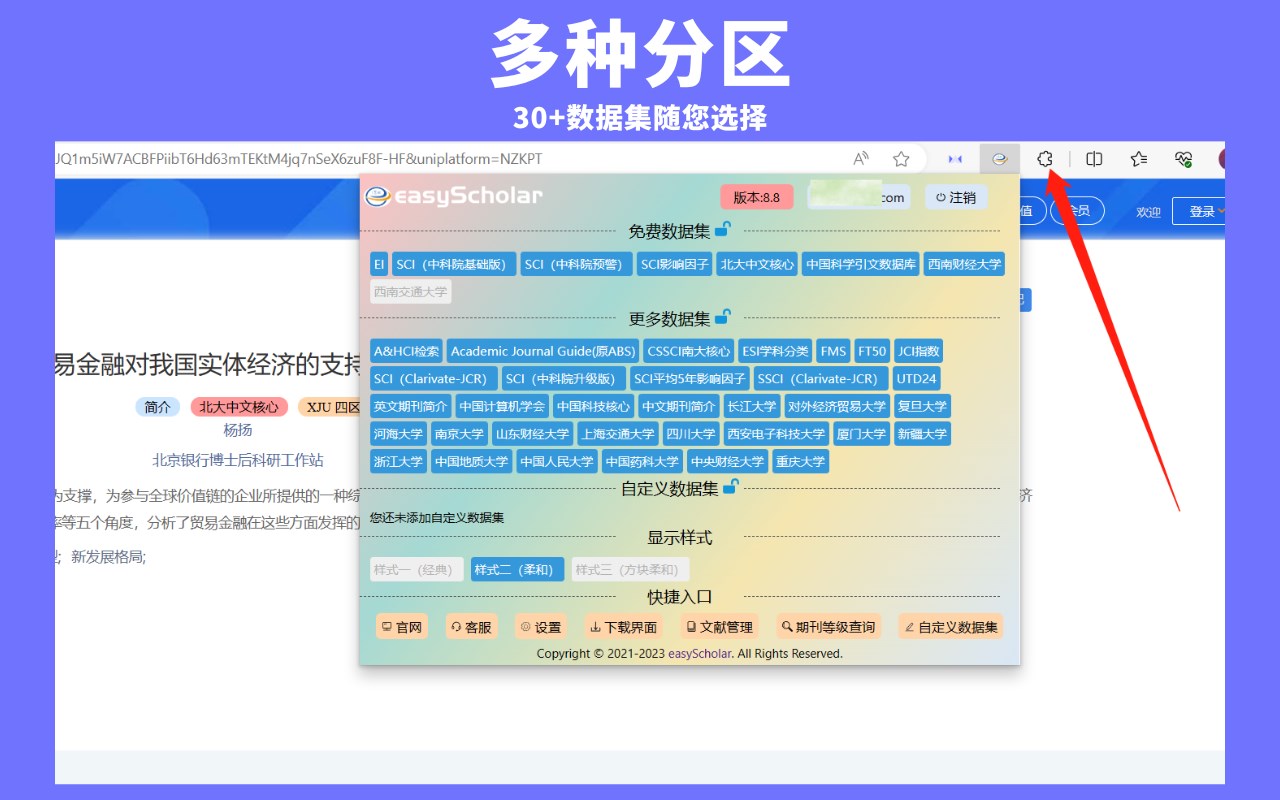 多种分区
30+数据集随您选择
JQ1m5iW7ACBFPiibT6Hd63mTEKtM4jq7nSeX6zuF8F-HF&uniplatform=NZKPT
easyScholar
版本:8.8
com
注销
值
会员
欢迎
登录
免费数据集
EI SCI（中科院基础版） SCI（中科院预警） SCI影响因子 北大中文核心 中国科学引文数据库 西南财经大学
西南交通大学
更多数据集
A&HCI检索 Academic Journal Guide(原ABS) CSSCI南大核心 ESI学科分类 FMS FT50 JCI指数
SCI（Clarivate-JCR） SCI（中科院升级版） SCI平均5年影响因子 SSCI（Clarivate-JCR） UTD24
英文期刊简介 中国计算机学会 中国科技核心 中文期刊简介 长江大学 对外经济贸易大学 复旦大学
河海大学 南京大学 山东财经大学 上海交通大学 四川大学 西安电子科技大学 厦门大学 新疆大学
浙江大学 中国地质大学 中国人民大学 中国药科大学 中央财经大学 重庆大学
自定义数据集
您还未添加自定义数据集
显示样式
样式一（经典） 样式二（柔和） 样式三（方块柔和）
快捷入口
官网 客服 设置 下载界面 文献管理 期刊等级查询 自定义数据集
Copyright © 2021-2023 easyScholar. All Rights Reserved.
易金融对我国实体经济的支持
简介 北大中文核心 XJU 四区
杨扬
北京银行博士后科研工作站
为支撑，为参与全球价值链的企业所提供的一种综
济
率等五个角度，分析了贸易金融在这些方面发挥的
新发展格局;